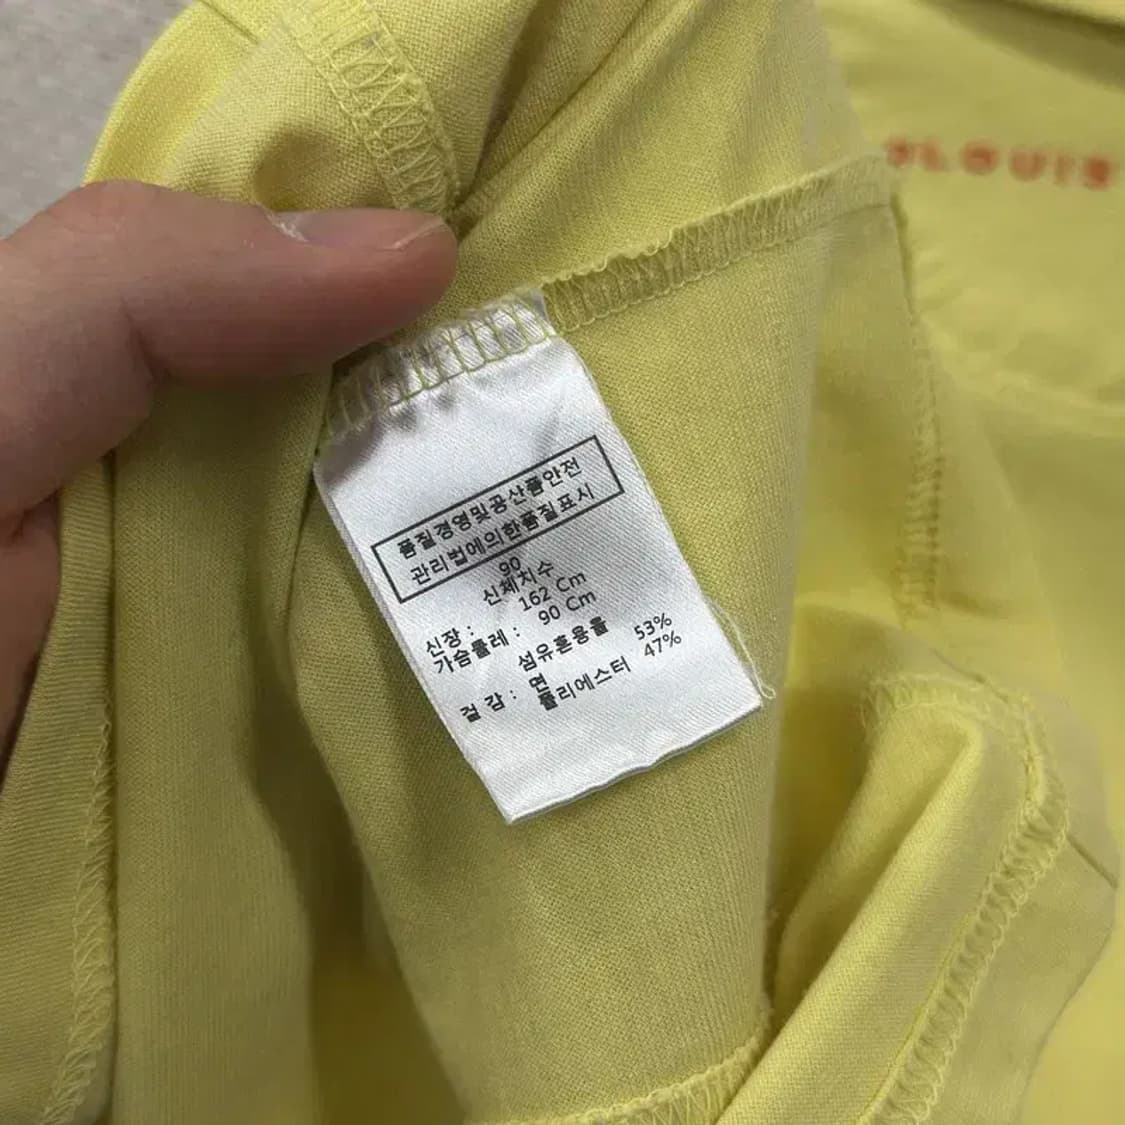 LOUIS
품질경영및공산품안전
관리법에의한품질표시
90
신체치수
신장 : 162 Cm
가슴둘레 : 90 Cm
섬유혼용율
겉감 : 면 53%
폴리에스터 47%